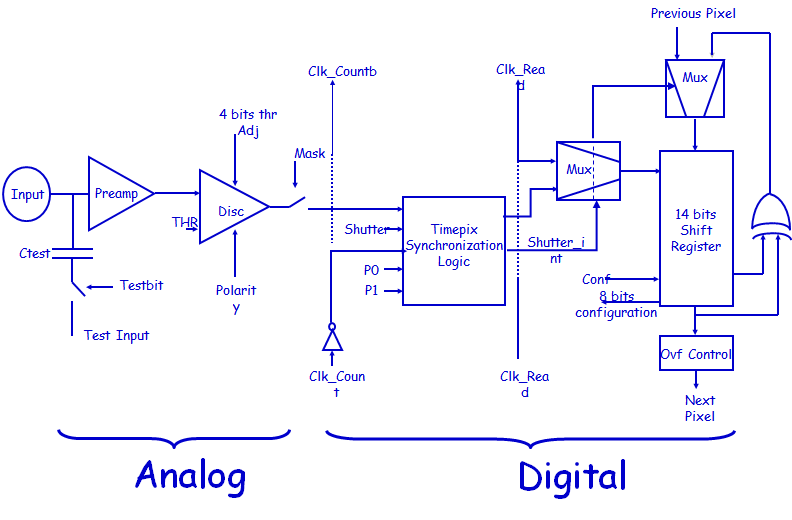 Previous Pixel
Clk_Countb
Clk_Rea
d
Mux
4 bits thr
Adj
Mask
Mux
Input
Preamp
Disc
THR
Shutter
Timepix
Synchronization
Logic
14 bits
Shift
Register
Shutter_i
nt
Ctest
P0
P1
Conf
8 bits
configuration
Testbit
Polarit
y
Test Input
Ovf Control
Clk_Coun
t
Clk_Rea
d
Next
Pixel
Analog
Digital